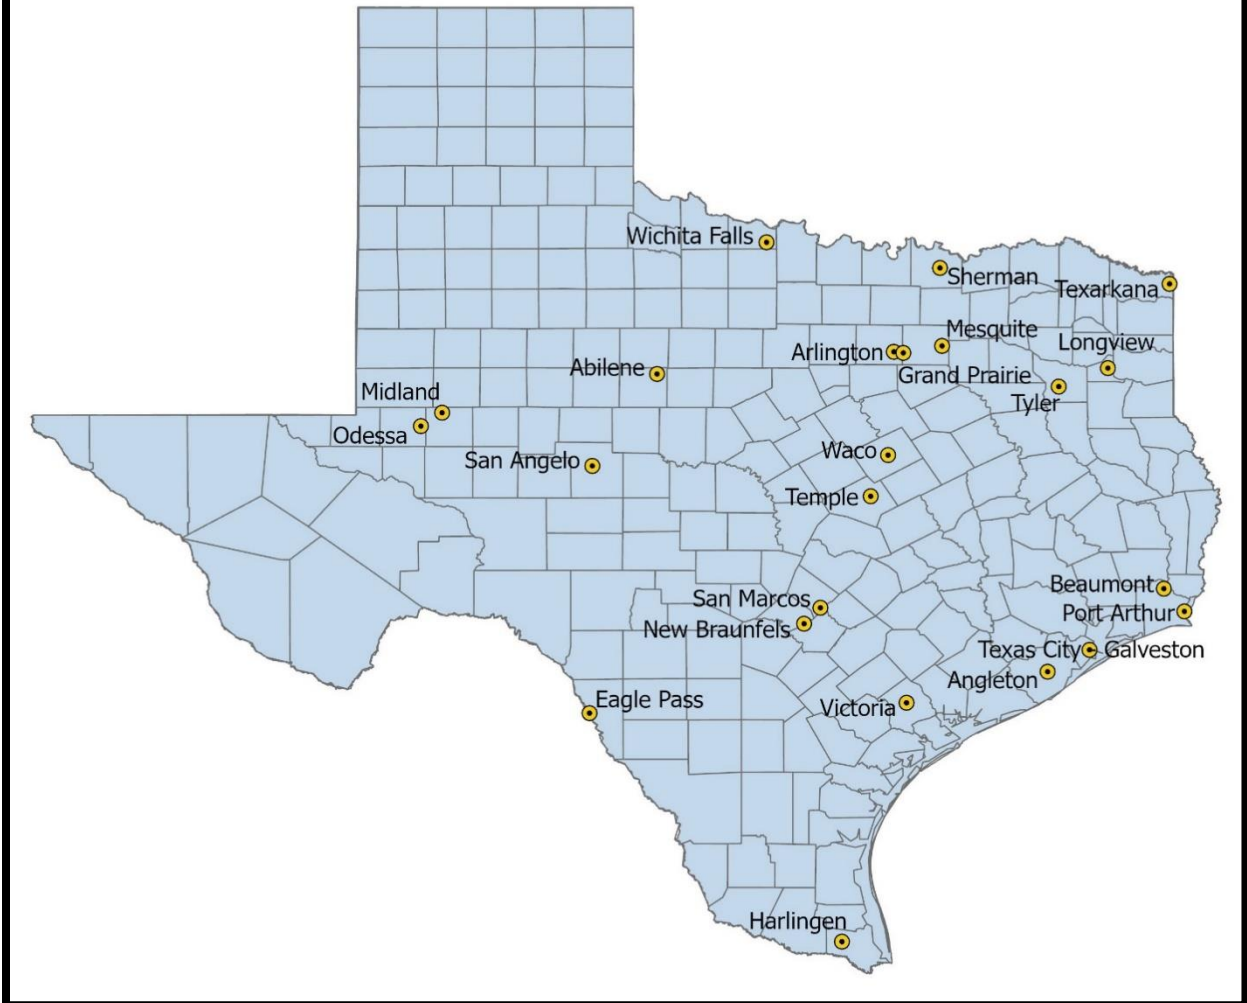 Wichita Falls
Sherman
Texarkana
Mesquite
Longview
Arlington
Abilene
Grand Prairie
Midland
Tyler
Odessa
Waco
San Angelo
Temple
Beaumont
San Marcos
Port Arthur
New Braunfels
Texas City
Galveston
Angleton
Eagle Pass
Victoria
Harlingen